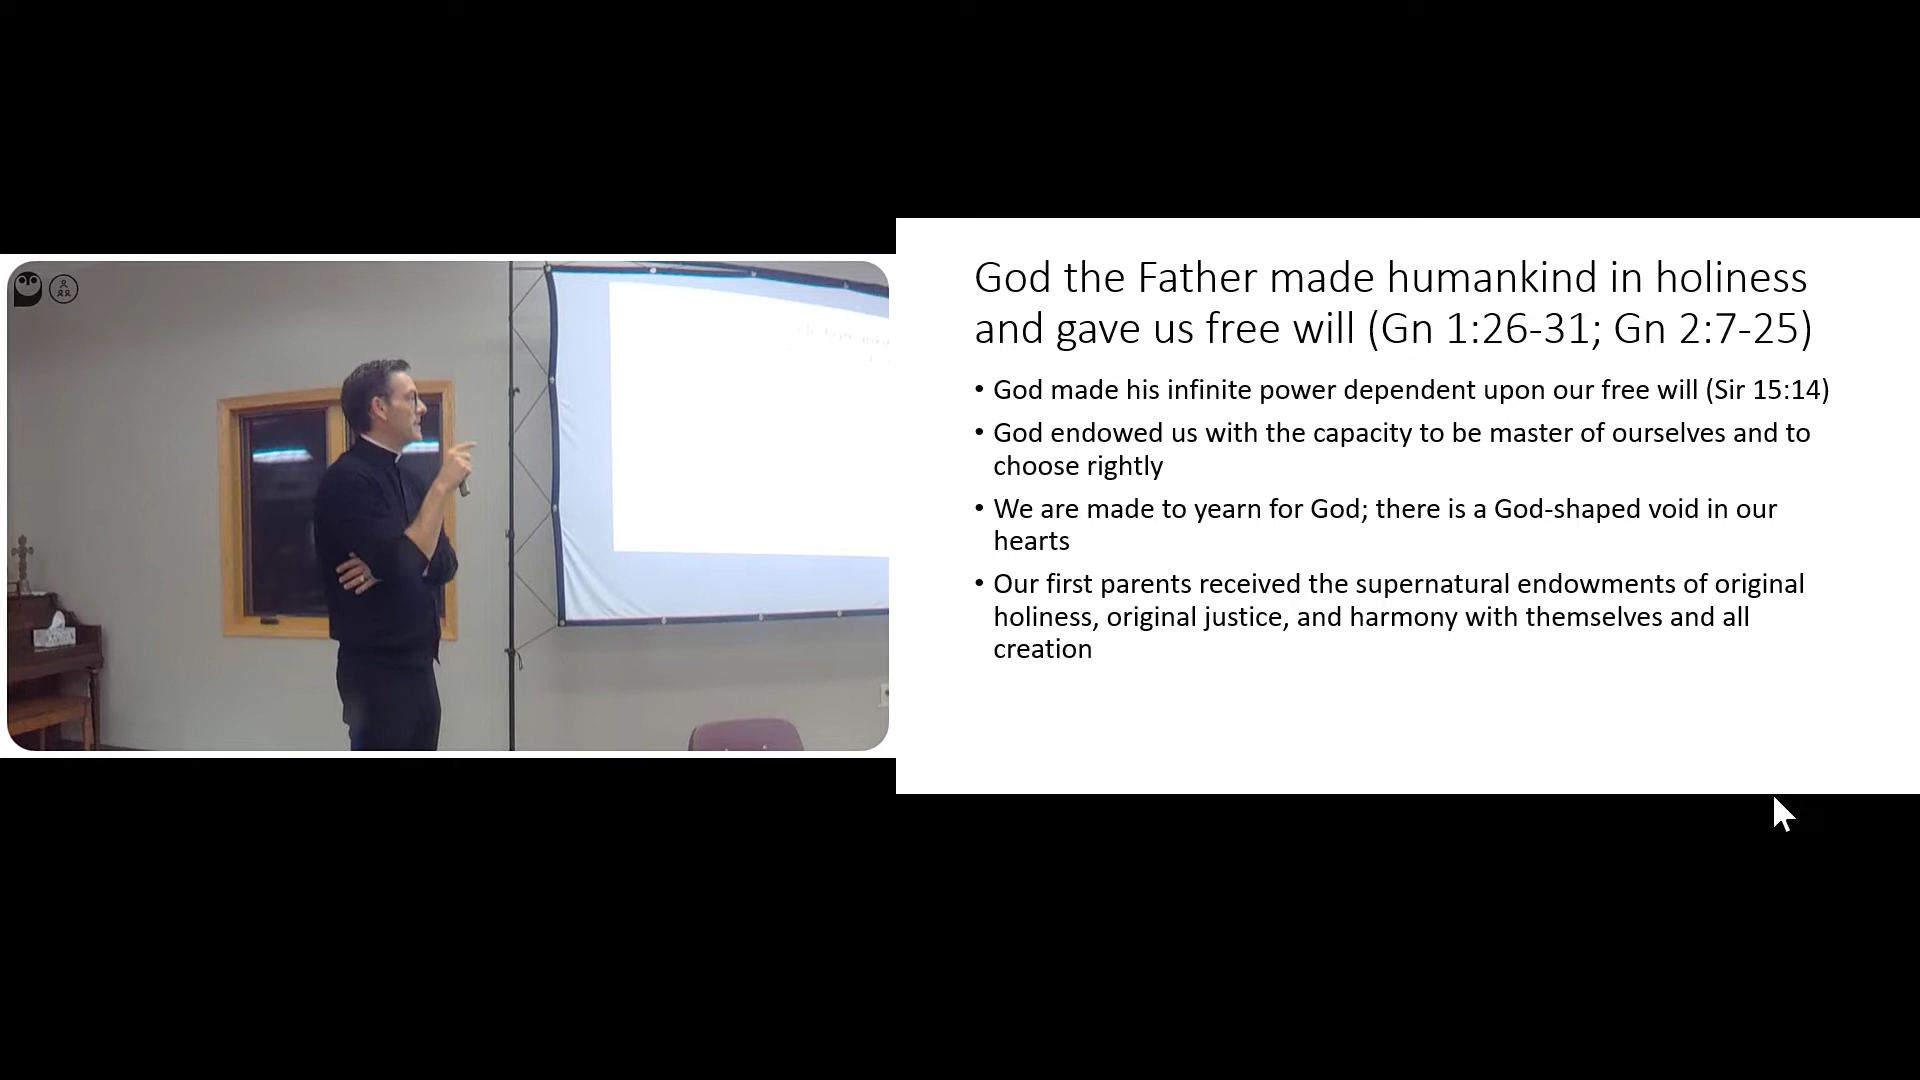 God the Father made humankind in holiness
and gave us free will (Gn 1:26-31; Gn 2:7-25)
• God made his infinite power dependent upon our free will (Sir 15:14)
• God endowed us with the capacity to be master of ourselves and to
choose rightly
• We are made to yearn for God; there is a God-shaped void in our
hearts
• Our first parents received the supernatural endowments of original
holiness, original justice, and harmony with themselves and all
creation